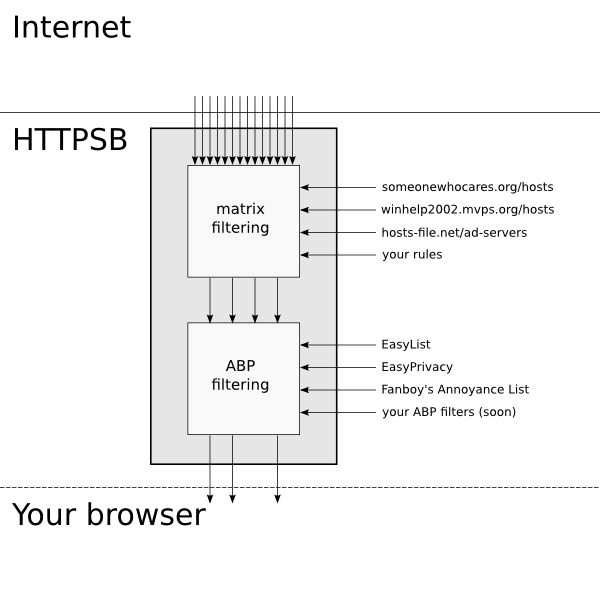 Internet
HTTPSB
matrix
filtering
someonewhocares.org/hosts
winhelp2002.mvps.org/hosts
hosts-file.net/ad-servers
your rules
ABP
filtering
EasyList
EasyPrivacy
Fanboy's Annoyance List
your ABP filters (soon)
Your browser